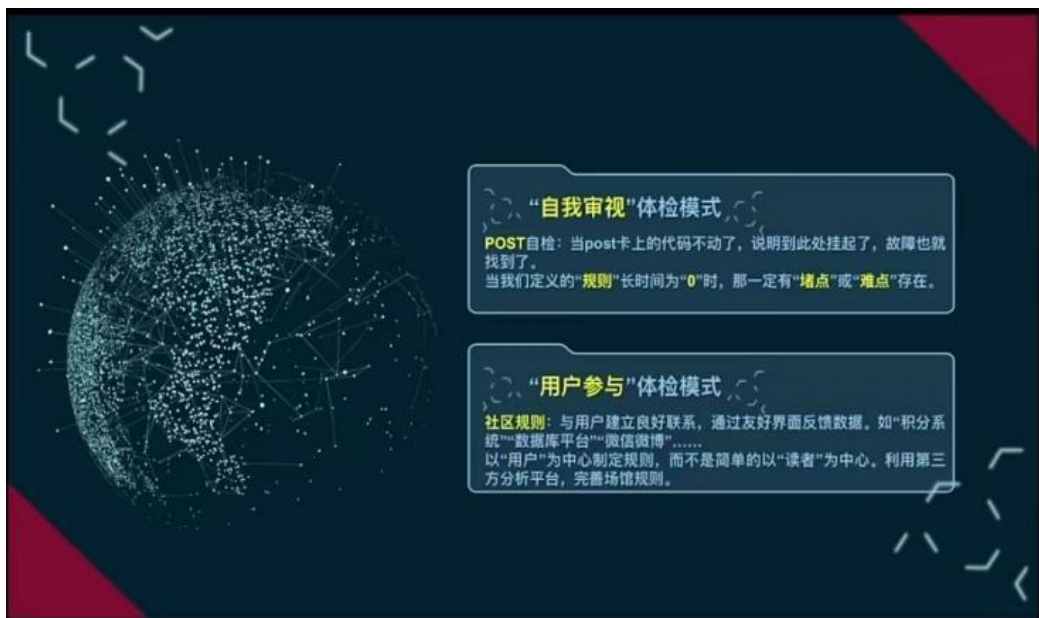 “自我审视”体检模式
POST自检：当post卡上的代码不动了，说明到此处挂起了，故障也就
找到了。
当我们定义的“规则”长时间为“0”时，那一定有“堵点”或“难点”存在。
“用户参与”体检模式
社区规则：与用户建立良好联系，通过友好界面反馈数据。如“积分系
统”“数据库平台”“微信微博”……
以“用户”为中心制定规则，而不是简单的以“读者”为中心。利用第三
方分析平台，完善场馆规则。